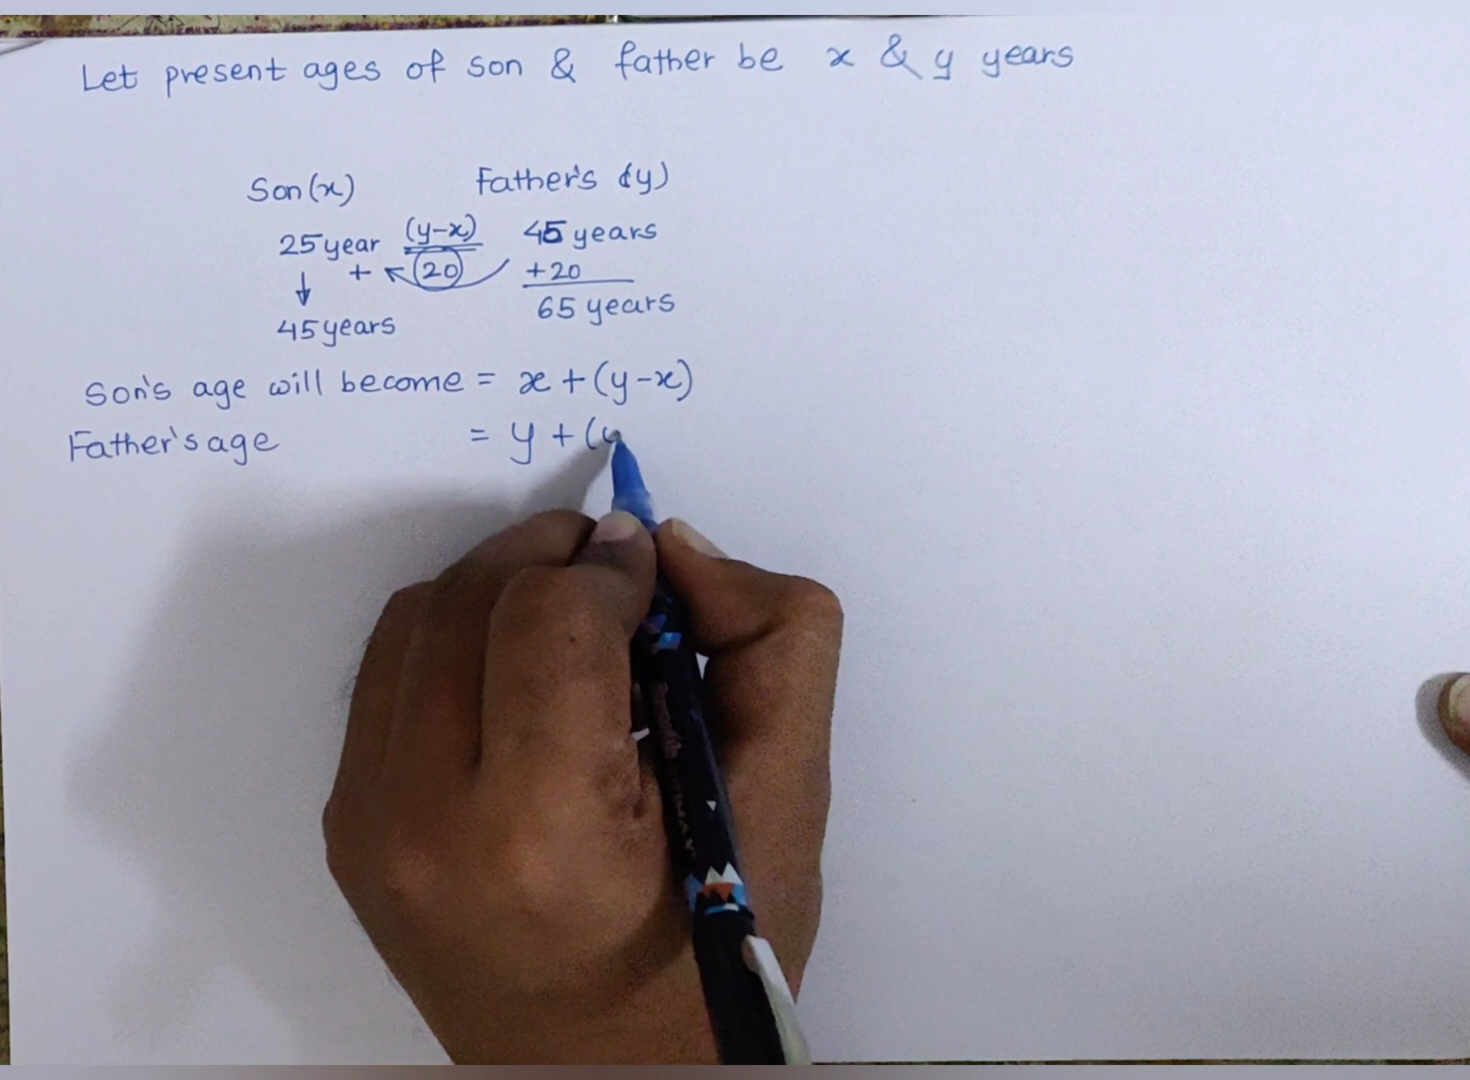 Let present ages of son & father be x & y years
Son (x) Father's (y)
25 year (y-x) 45 years
+ 20 +20
45 years 65 years
Son's age will become = x + (y-x)
Father's age = y + (y